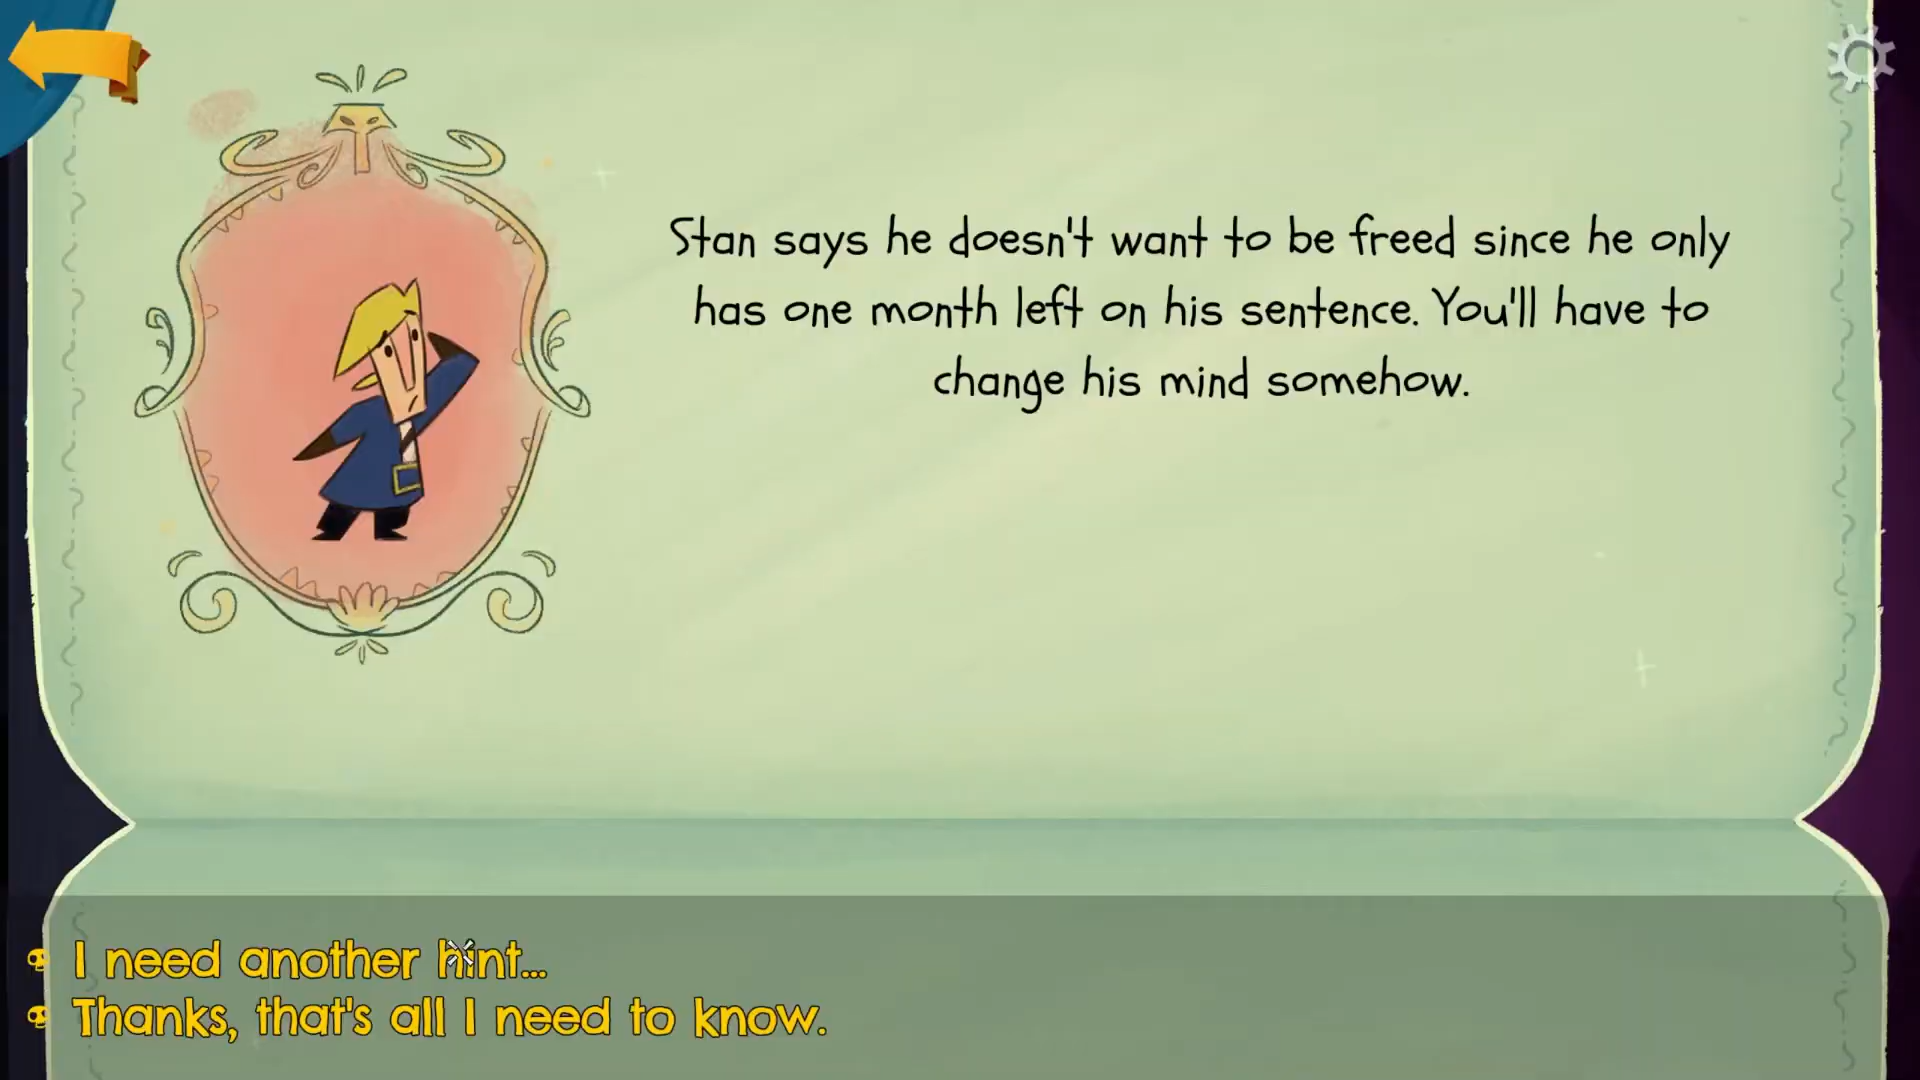 Stan says he doesn't want to be freed since he only
has one month left on his sentence. You'll have to
change his mind somehow.
I need another hint...
Thanks, that's all I need to know.